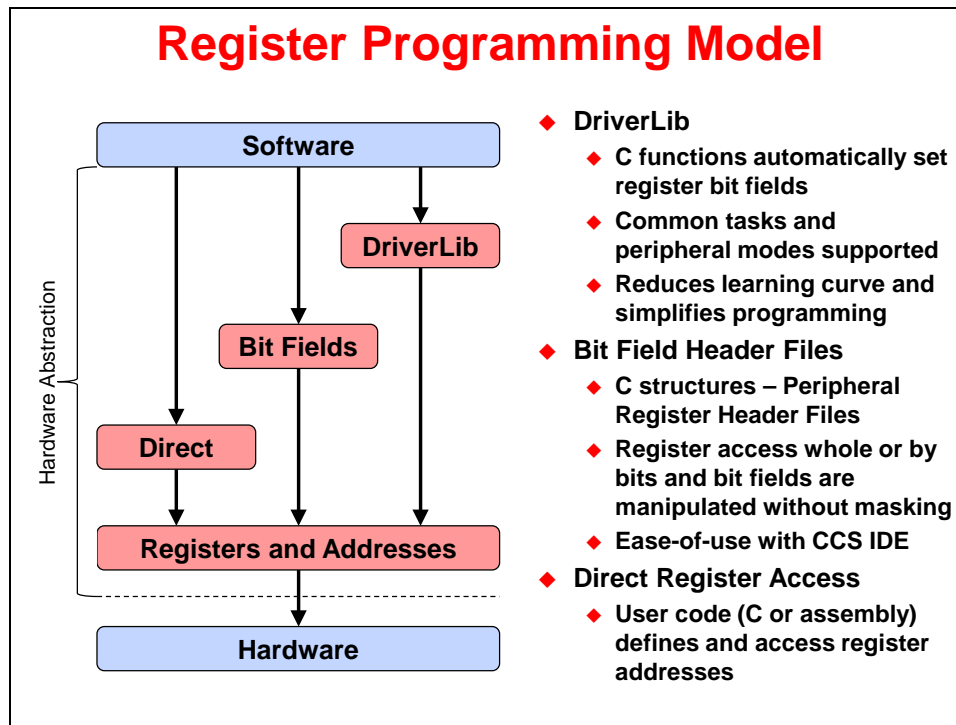 Register Programming Model
Software
DriverLib
Bit Fields
Direct
Registers and Addresses
Hardware
Hardware Abstraction
◆ DriverLib
◆ C functions automatically set
register bit fields
◆ Common tasks and
peripheral modes supported
◆ Reduces learning curve and
simplifies programming
◆ Bit Field Header Files
◆ C structures – Peripheral
Register Header Files
◆ Register access whole or by
bits and bit fields are
manipulated without masking
◆ Ease-of-use with CCS IDE
◆ Direct Register Access
◆ User code (C or assembly)
defines and access register
addresses